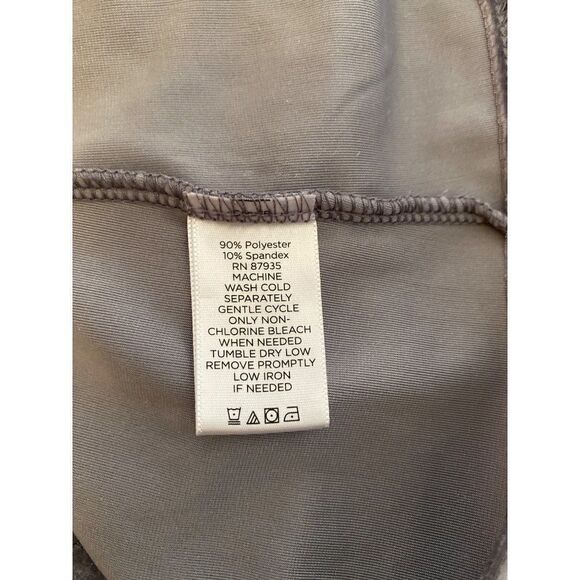 90% Polyester
10% Spandex
RN 87935
MACHINE
WASH COLD
SEPARATELY
GENTLE CYCLE
ONLY NON-
CHLORINE BLEACH
WHEN NEEDED
TUMBLE DRY LOW
REMOVE PROMPTLY
LOW IRON
IF NEEDED